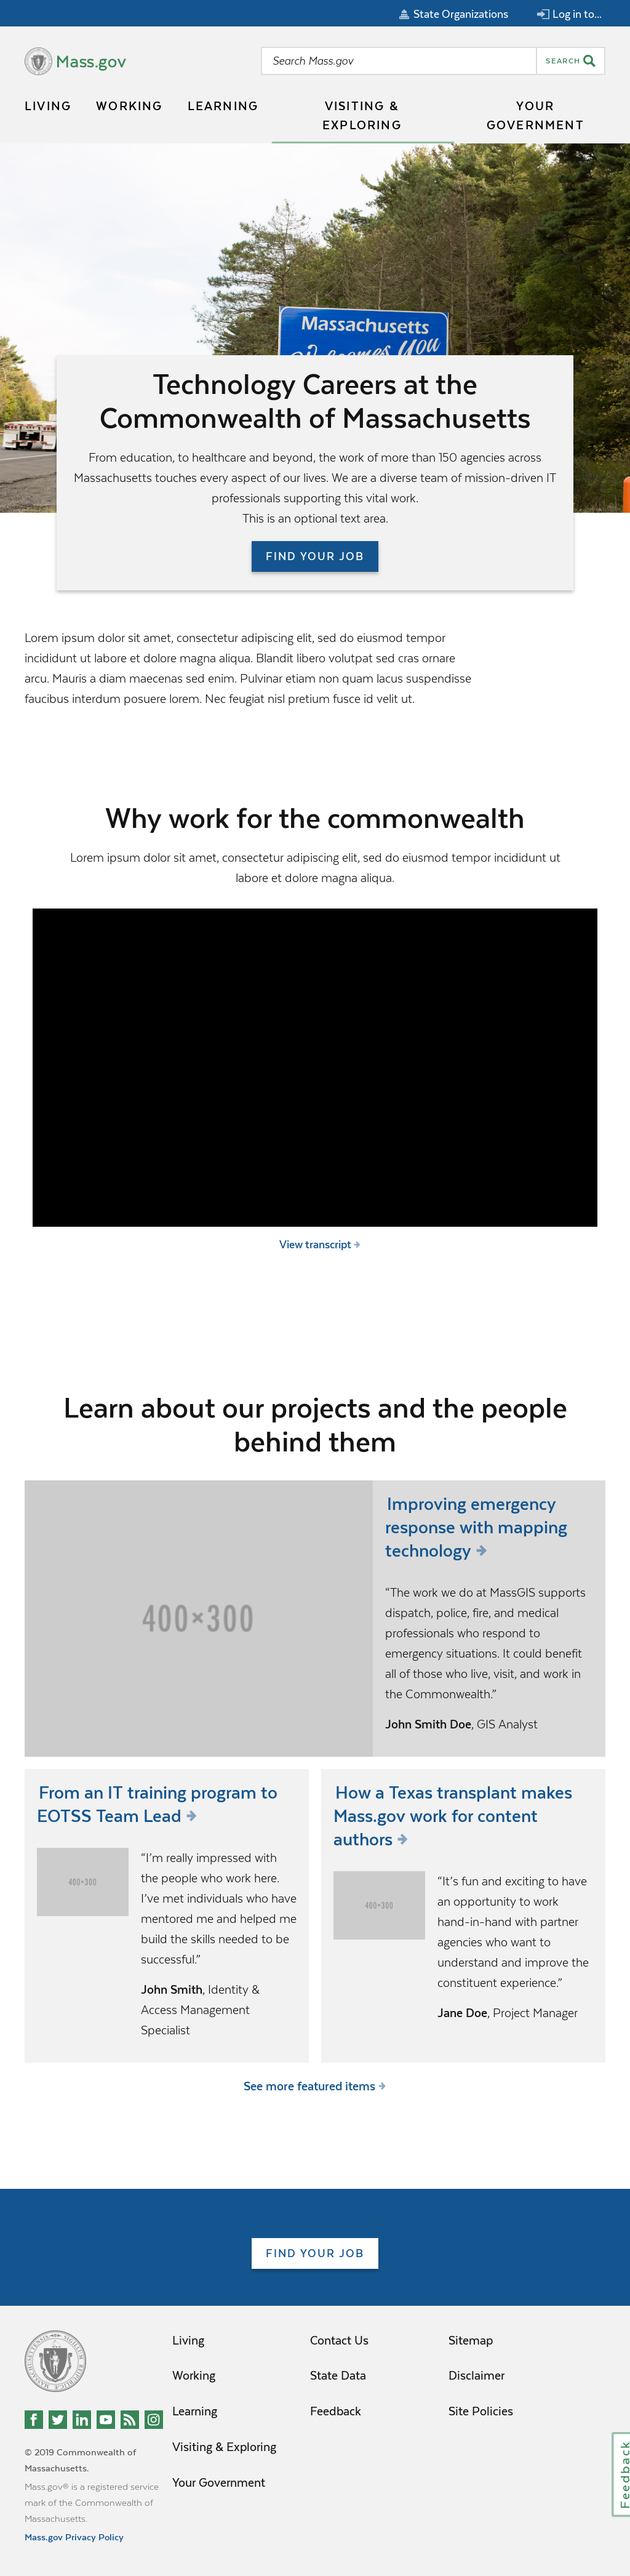 State Organizations
Log in to...
Mass.gov
Search Mass.gov
SEARCH
LIVING
WORKING
LEARNING
VISITING &
EXPLORING
YOUR
GOVERNMENT
Massachusetts
Welcomes You
Technology Careers at the
Commonwealth of Massachusetts
From education, to healthcare and beyond, the work of more than 150 agencies across
Massachusetts touches every aspect of our lives. We are a diverse team of mission-driven IT
professionals supporting this vital work.
This is an optional text area.
FIND YOUR JOB
Lorem ipsum dolor sit amet, consectetur adipiscing elit, sed do eiusmod tempor
incididunt ut labore et dolore magna aliqua. Blandit libero volutpat sed cras ornare
arcu. Mauris a diam maecenas sed enim. Pulvinar etiam non quam lacus suspendisse
faucibus interdum posuere lorem. Nec feugiat nisl pretium fusce id velit ut.
Why work for the commonwealth
Lorem ipsum dolor sit amet, consectetur adipiscing elit, sed do eiusmod tempor incididunt ut
labore et dolore magna aliqua.
View transcript
Learn about our projects and the people
behind them
400×300
Improving emergency
response with mapping
technology
“The work we do at MassGIS supports
dispatch, police, fire, and medical
professionals who respond to
emergency situations. It could benefit
all of those who live, visit, and work in
the Commonwealth.”
John Smith Doe, GIS Analyst
From an IT training program to
EOTSS Team Lead
400×300
“I’m really impressed with
the people who work here.
I’ve met individuals who have
mentored me and helped me
build the skills needed to be
successful.”
John Smith, Identity &
Access Management
Specialist
How a Texas transplant makes
Mass.gov work for content
authors
400×300
“It’s fun and exciting to have
an opportunity to work
hand-in-hand with partner
agencies who want to
understand and improve the
constituent experience.”
Jane Doe, Project Manager
See more featured items
FIND YOUR JOB
Living
Working
Learning
Visiting & Exploring
Your Government
Contact Us
State Data
Feedback
Sitemap
Disclaimer
Site Policies
© 2019 Commonwealth of
Massachusetts.
Mass.gov® is a registered service
mark of the Commonwealth of
Massachusetts.
Mass.gov Privacy Policy
Feedback